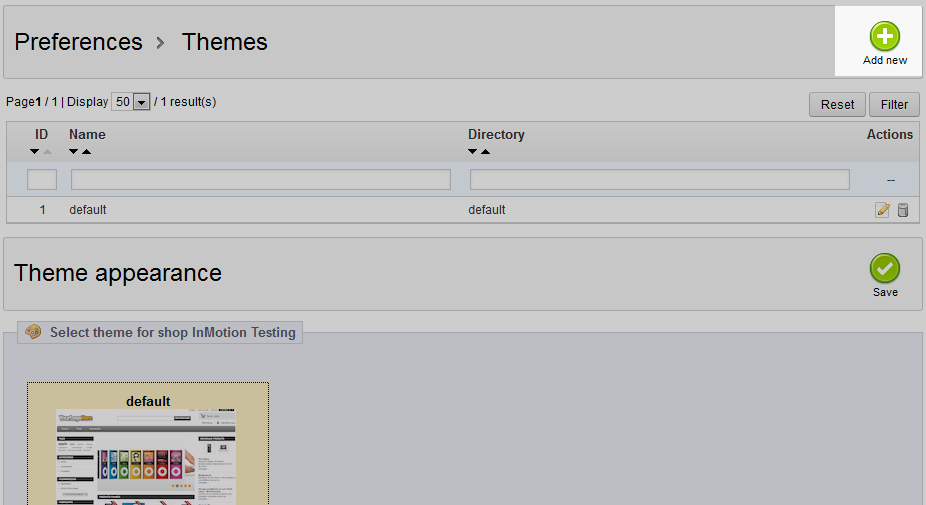 Preferences > Themes
Add new
Page1 / 1 | Display 50 / 1 result(s)
Reset Filter
ID Name Directory Actions
--
1 default default
Theme appearance
Save
Select theme for shop InMotion Testing
default